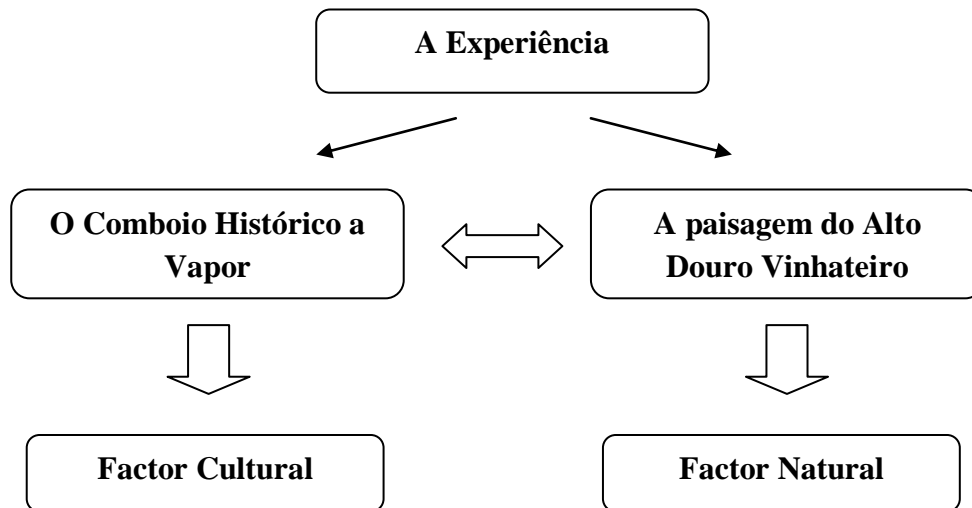 A Experiência
O Comboio Histórico a
Vapor
A paisagem do Alto
Douro Vinhateiro
Factor Cultural
Factor Natural